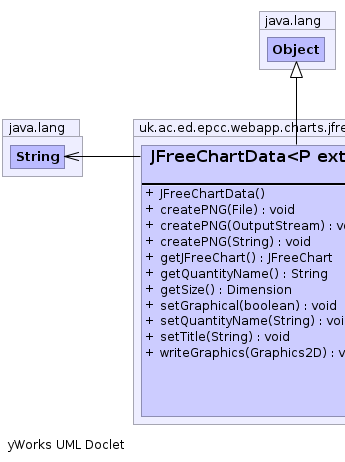 java.lang
Object
java.lang
String
uk.ac.ed.epcc.webapp.charts.jfre
JFreeChartData<P ext
+ JFreeChartData()
+ createPNG(File) : void
+ createPNG(OutputStream) : vo
+ createPNG(String) : void
+ getJFreeChart() : JFreeChart
+ getQuantityName() : String
+ getSize() : Dimension
+ setGraphical(boolean) : void
+ setQuantityName(String) : voi
+ setTitle(String) : void
+ writeGraphics(Graphics2D) : v
yWorks UML Doclet